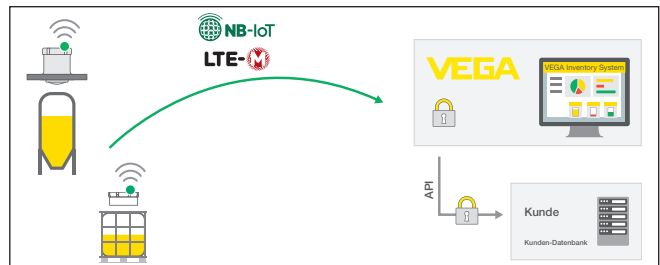 NB-IoT
LTE-M
VEGA
VEGA Inventory System
API
Kunde
Kunden-Datenbank